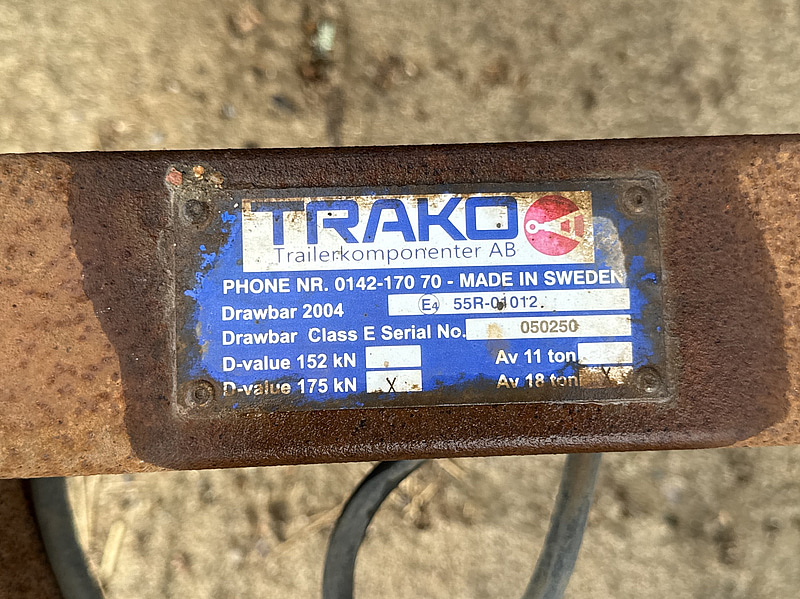 TRAKO
Trailerkomponenter AB
PHONE NR. 0142-170 70 - MADE IN SWEDEN
Drawbar 2004 E4 55R-01012.
Drawbar Class E Serial No. 050250
D-value 152 kN Av 11 ton
D-value 175 kN X Av 18 ton X